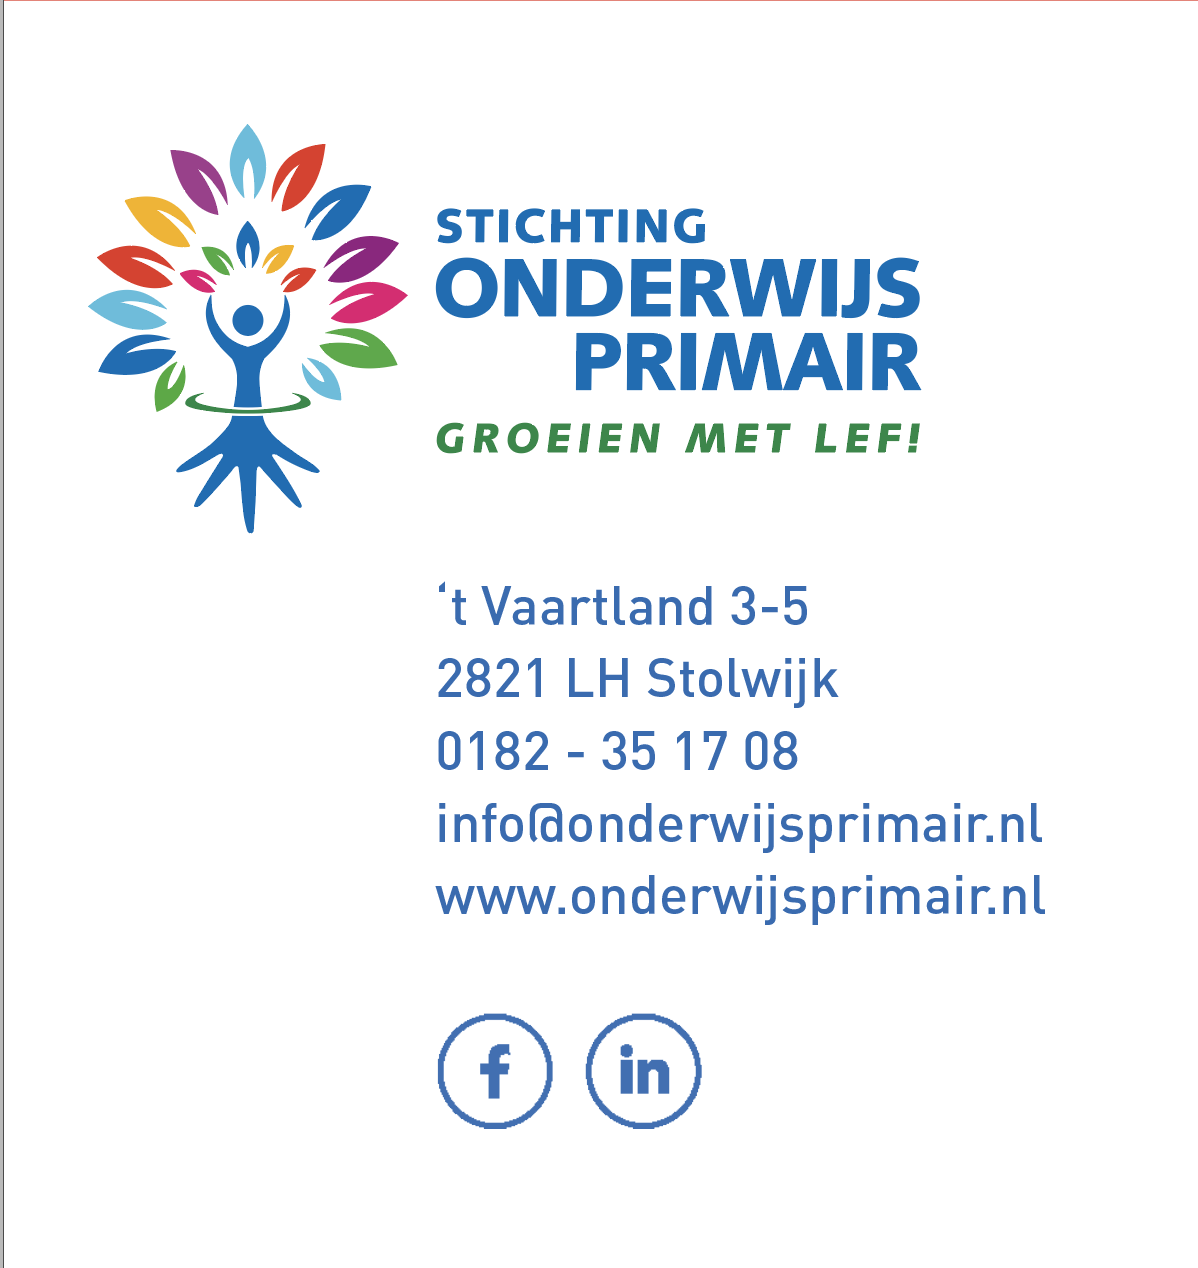 STICHTING
ONDERWIJS
PRIMAIR
GROEIEN MET LEF!
‘t Vaartland 3-5
2821 LH Stolwijk
0182 - 35 17 08
info@onderwijsprimair.nl
www.onderwijsprimair.nl
f in